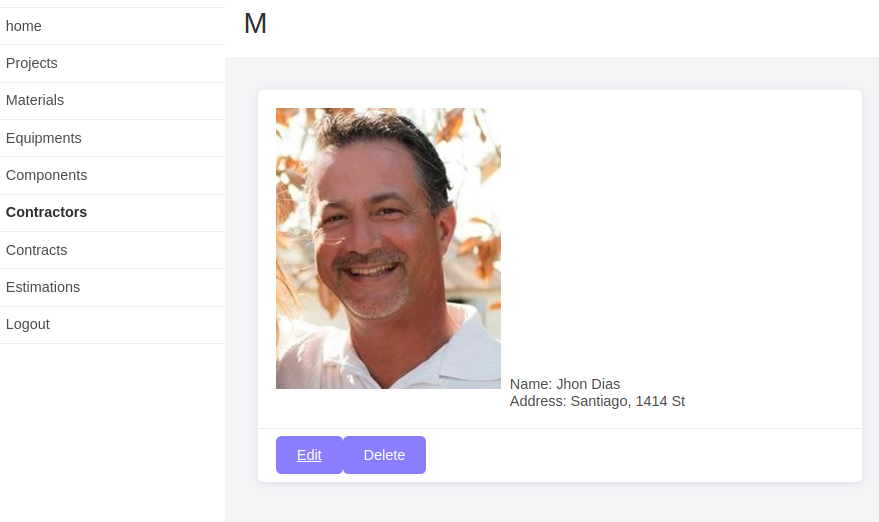 M
home
Projects
Materials
Equipments
Components
Contractors
Contracts
Estimations
Logout
Name: Jhon Dias
Address: Santiago, 1414 St
Edit
Delete